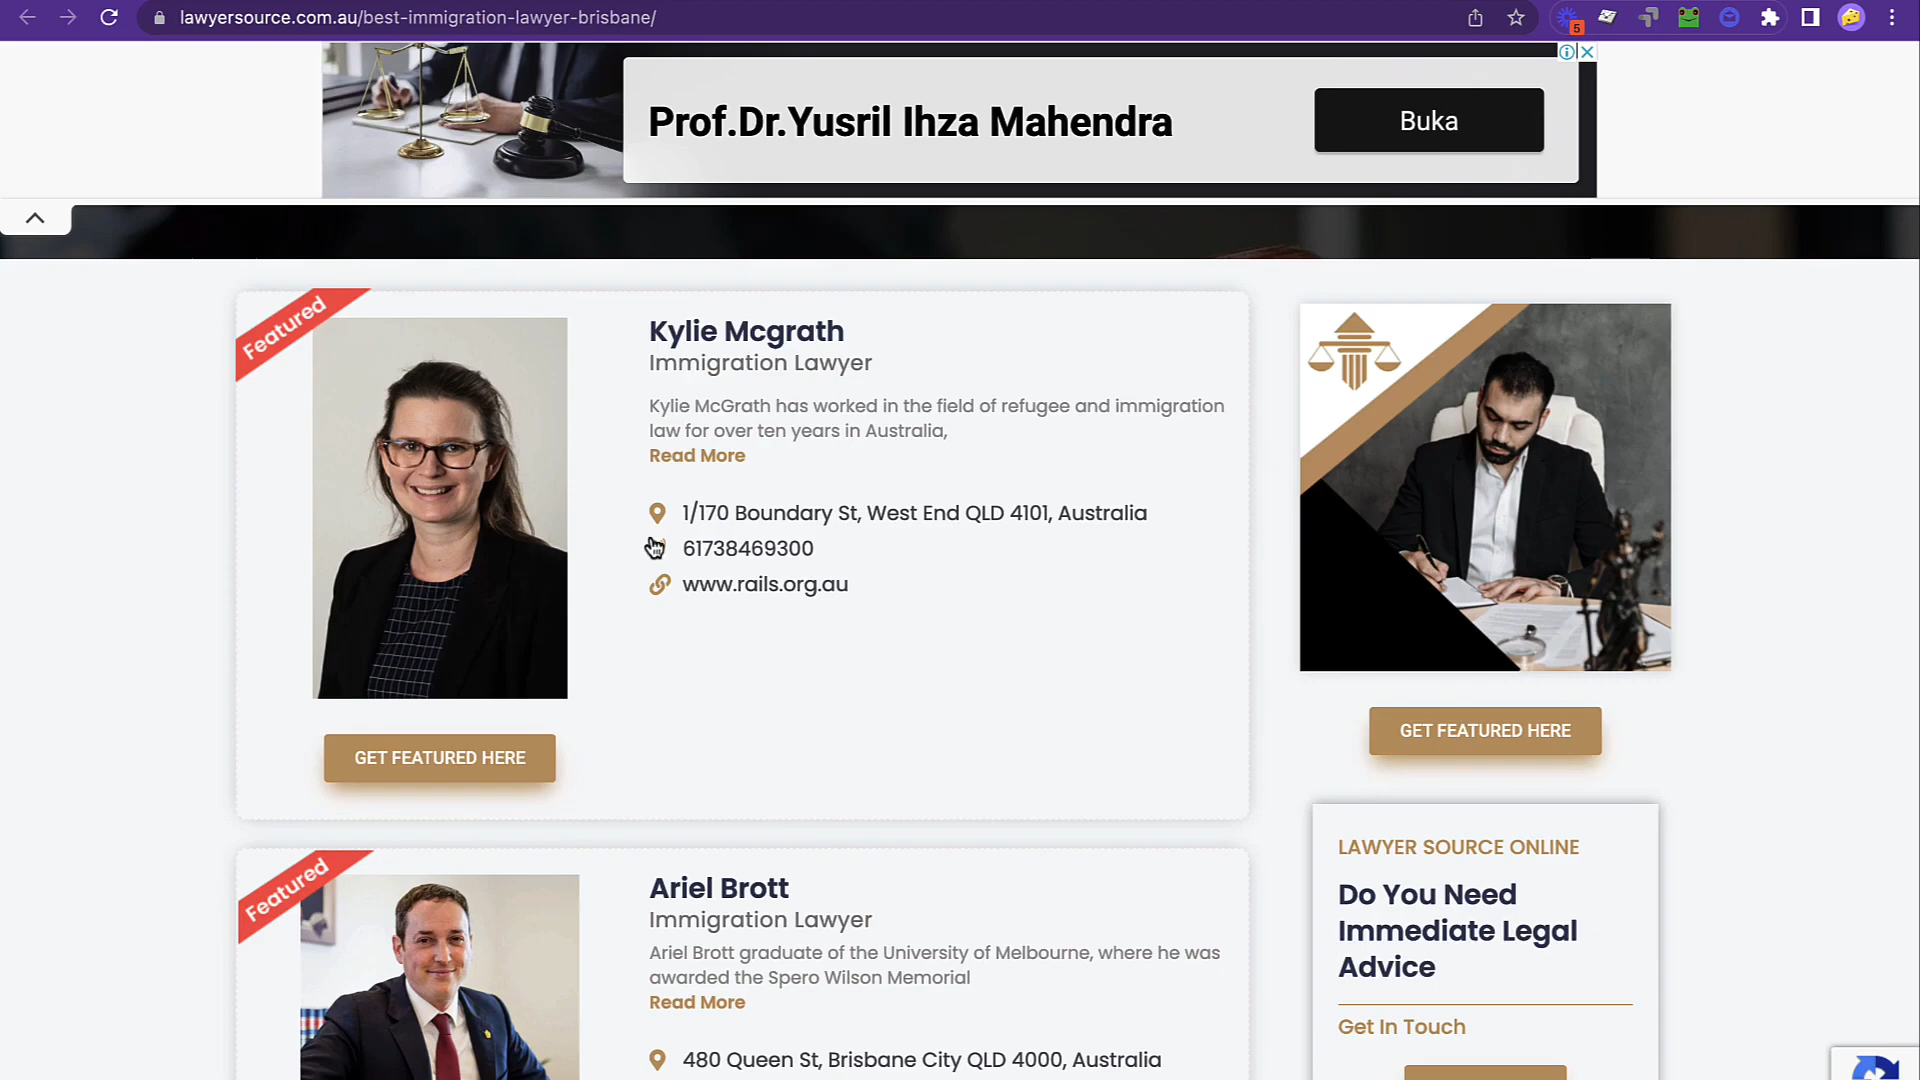 lawyersource.com.au/best-immigration-lawyer-brisbane/
5
Prof.Dr.Yusril Ihza Mahendra
Buka
Featured
Kylie Mcgrath
Immigration Lawyer
Kylie McGrath has worked in the field of refugee and immigration
law for over ten years in Australia,
Read More
1/170 Boundary St, West End QLD 4101, Australia
61738469300
www.rails.org.au
GET FEATURED HERE
GET FEATURED HERE
Featured
Ariel Brott
Immigration Lawyer
Ariel Brott graduate of the University of Melbourne, where he was
awarded the Spero Wilson Memorial
Read More
480 Queen St, Brisbane City QLD 4000, Australia
LAWYER SOURCE ONLINE
Do You Need
Immediate Legal
Advice
Get In Touch